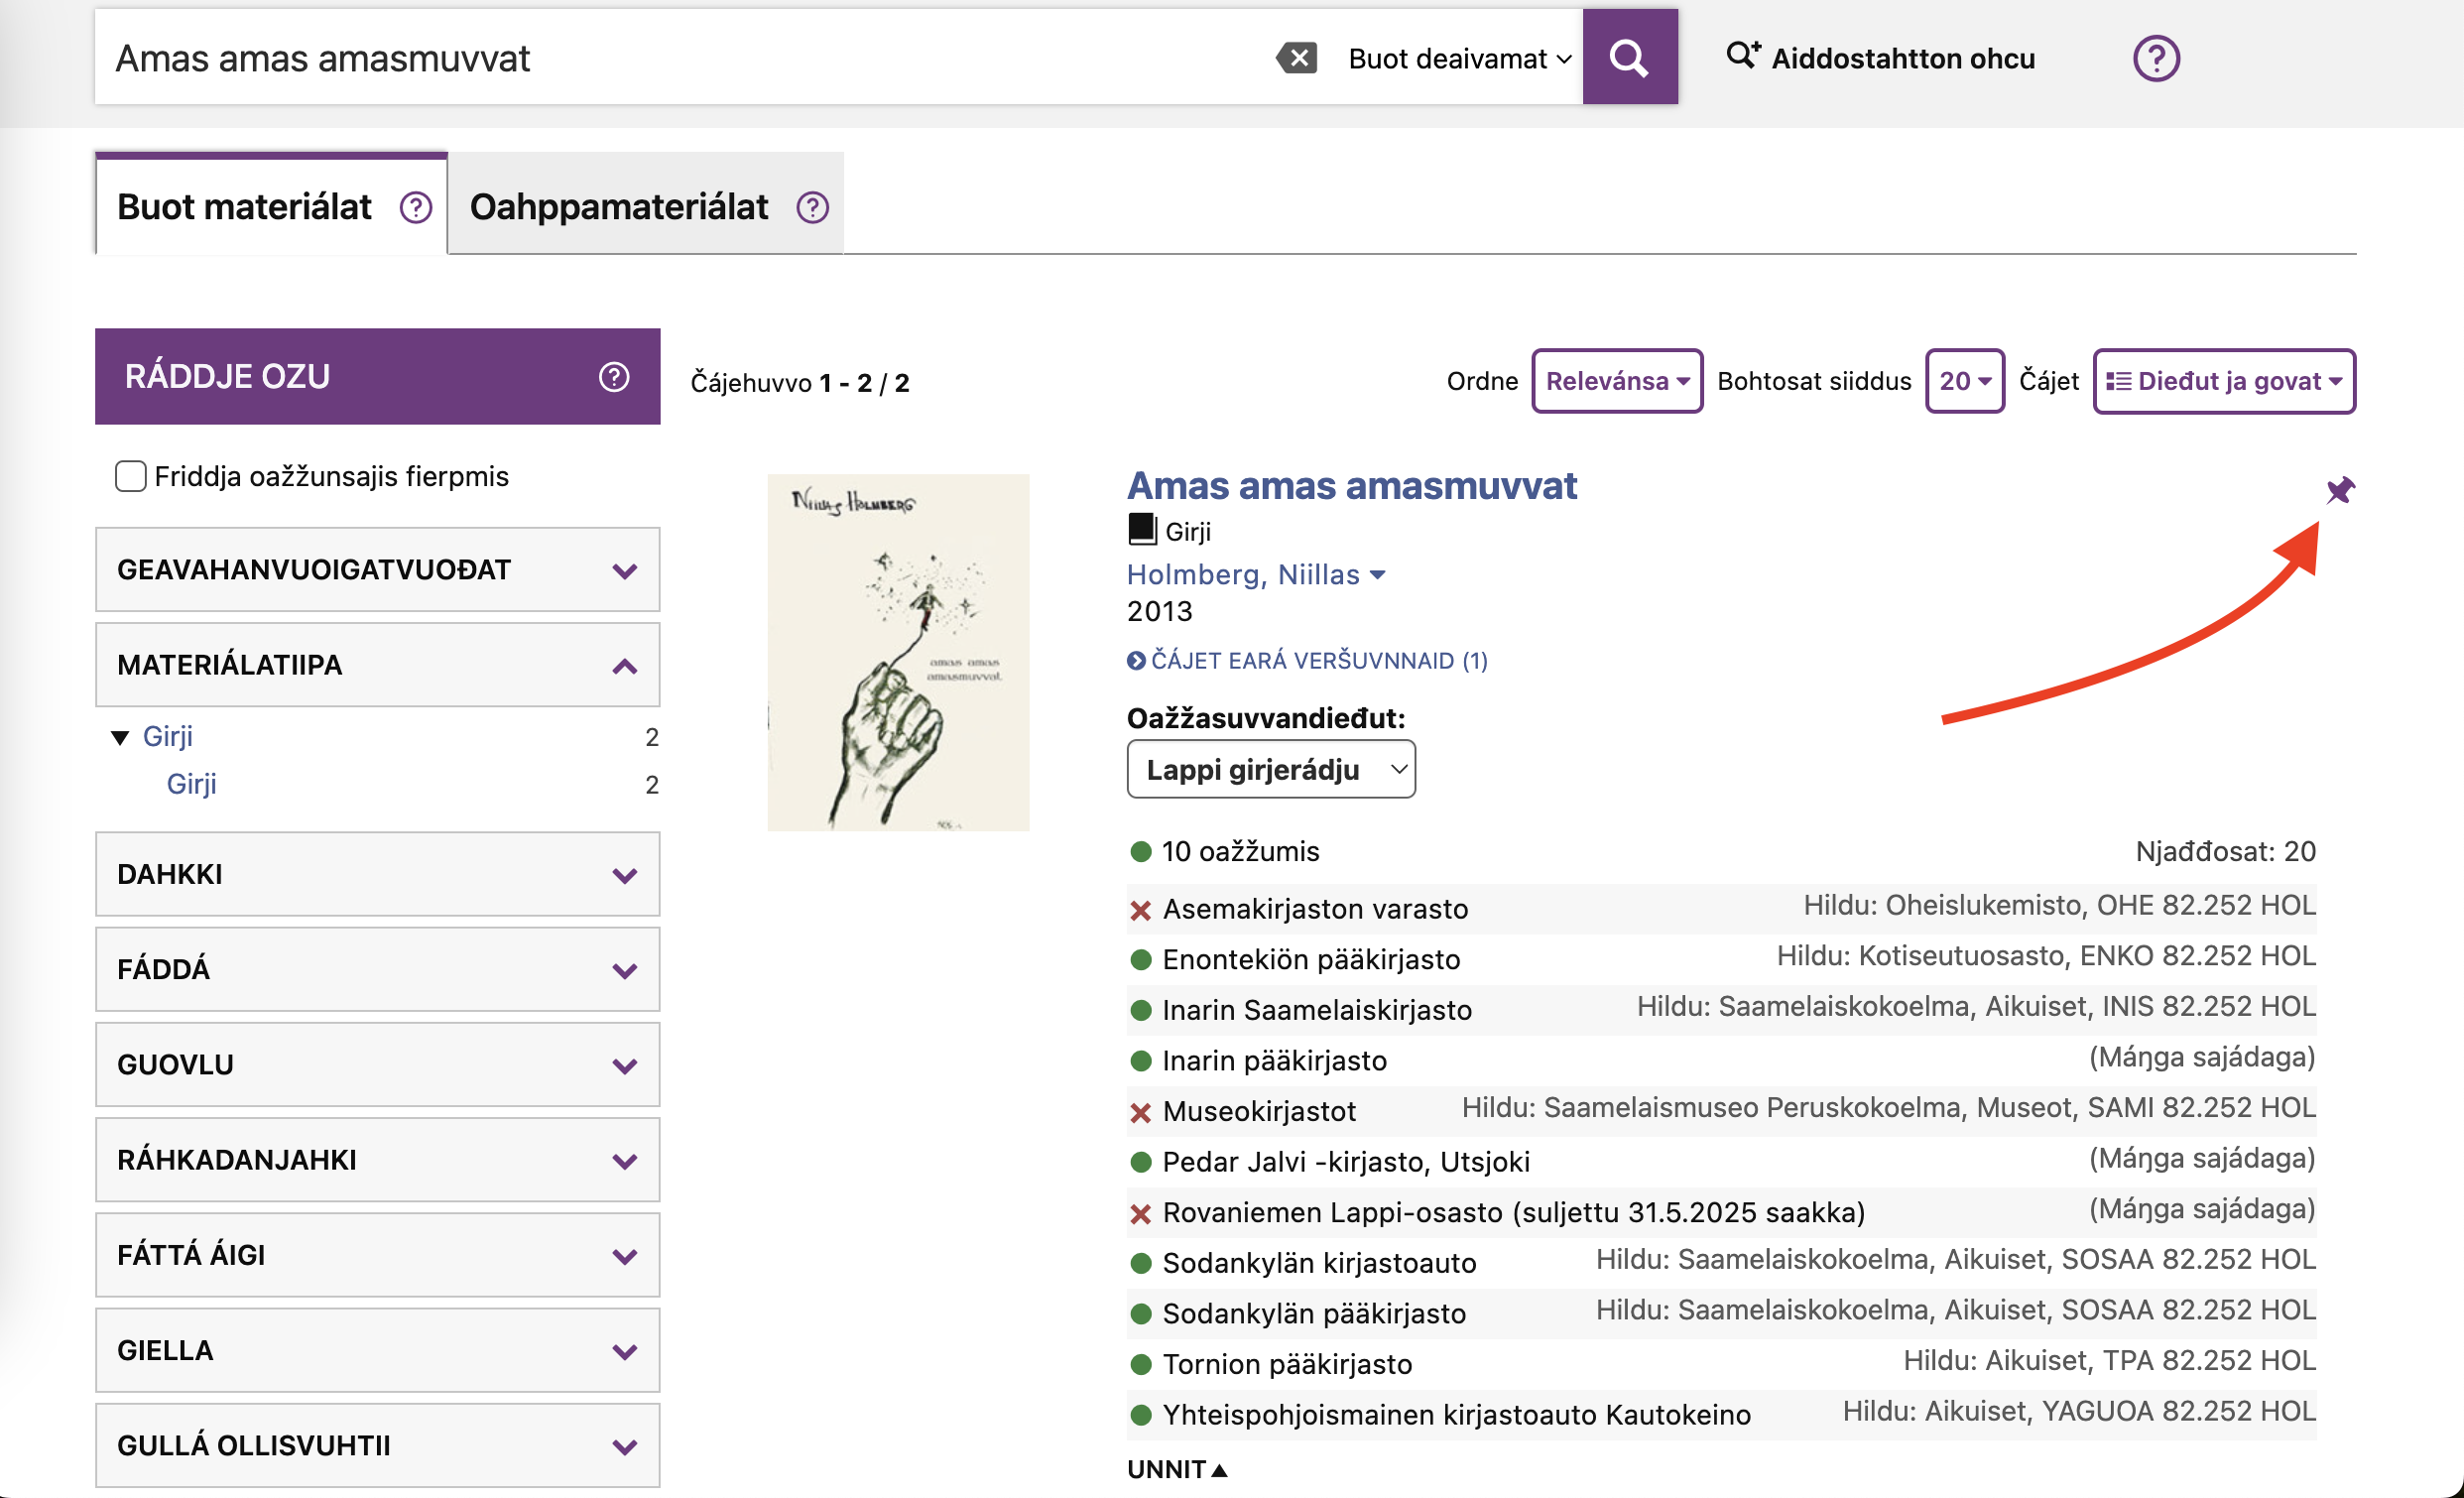 Amas amas amasmuvvat
Buot deaivamat
Aiddostahtton ohcu
Buot materiálat
Oahppamateriálat
RÁDDJE OZU
Čájehuvvo 1 - 2 / 2
Ordne
Relevánsa
Bohtosat siiddus
20
Čájet
Dieđut ja govat
Friddja oažžunsajis fierpmis
GEAVAHANVUOIGATVUOĐAT
MATERIÁLATIIPA
Girji 2
Girji 2
DAHKKI
FÁDDÁ
GUOVLU
RÁHKADANJAHKI
FÁTTÁ ÁIGI
GIELLA
GULLÁ OLLISVUHTII
NIILLAS HOLMBERG
amas amas
amasmuvvat
Amas amas amasmuvvat
Girji
Holmberg, Niillas
2013
ČÁJET EARÁ VERŠUVNNAID (1)
Oažžasuvvandieđut:
Lappi girjerádju
10 oažžumis Njađđosat: 20
Asemakirjaston varasto Hildu: Oheislukemisto, OHE 82.252 HOL
Enontekiön pääkirjasto Hildu: Kotiseutuosasto, ENKO 82.252 HOL
Inarin Saamelaiskirjasto Hildu: Saamelaiskokoelma, Aikuiset, INIS 82.252 HOL
Inarin pääkirjasto (Máŋga sajádaga)
Museokirjastot Hildu: Saamelaismuseo Peruskokoelma, Museot, SAMI 82.252 HOL
Pedar Jalvi -kirjasto, Utsjoki (Máŋga sajádaga)
Rovaniemen Lappi-osasto (suljettu 31.5.2025 saakka) (Máŋga sajádaga)
Sodankylän kirjastoauto Hildu: Saamelaiskokoelma, Aikuiset, SOSAA 82.252 HOL
Sodankylän pääkirjasto Hildu: Saamelaiskokoelma, Aikuiset, SOSAA 82.252 HOL
Tornion pääkirjasto Hildu: Aikuiset, TPA 82.252 HOL
Yhteispohjoismainen kirjastoauto Kautokeino Hildu: Aikuiset, YAGUOA 82.252 HOL
UNNIT